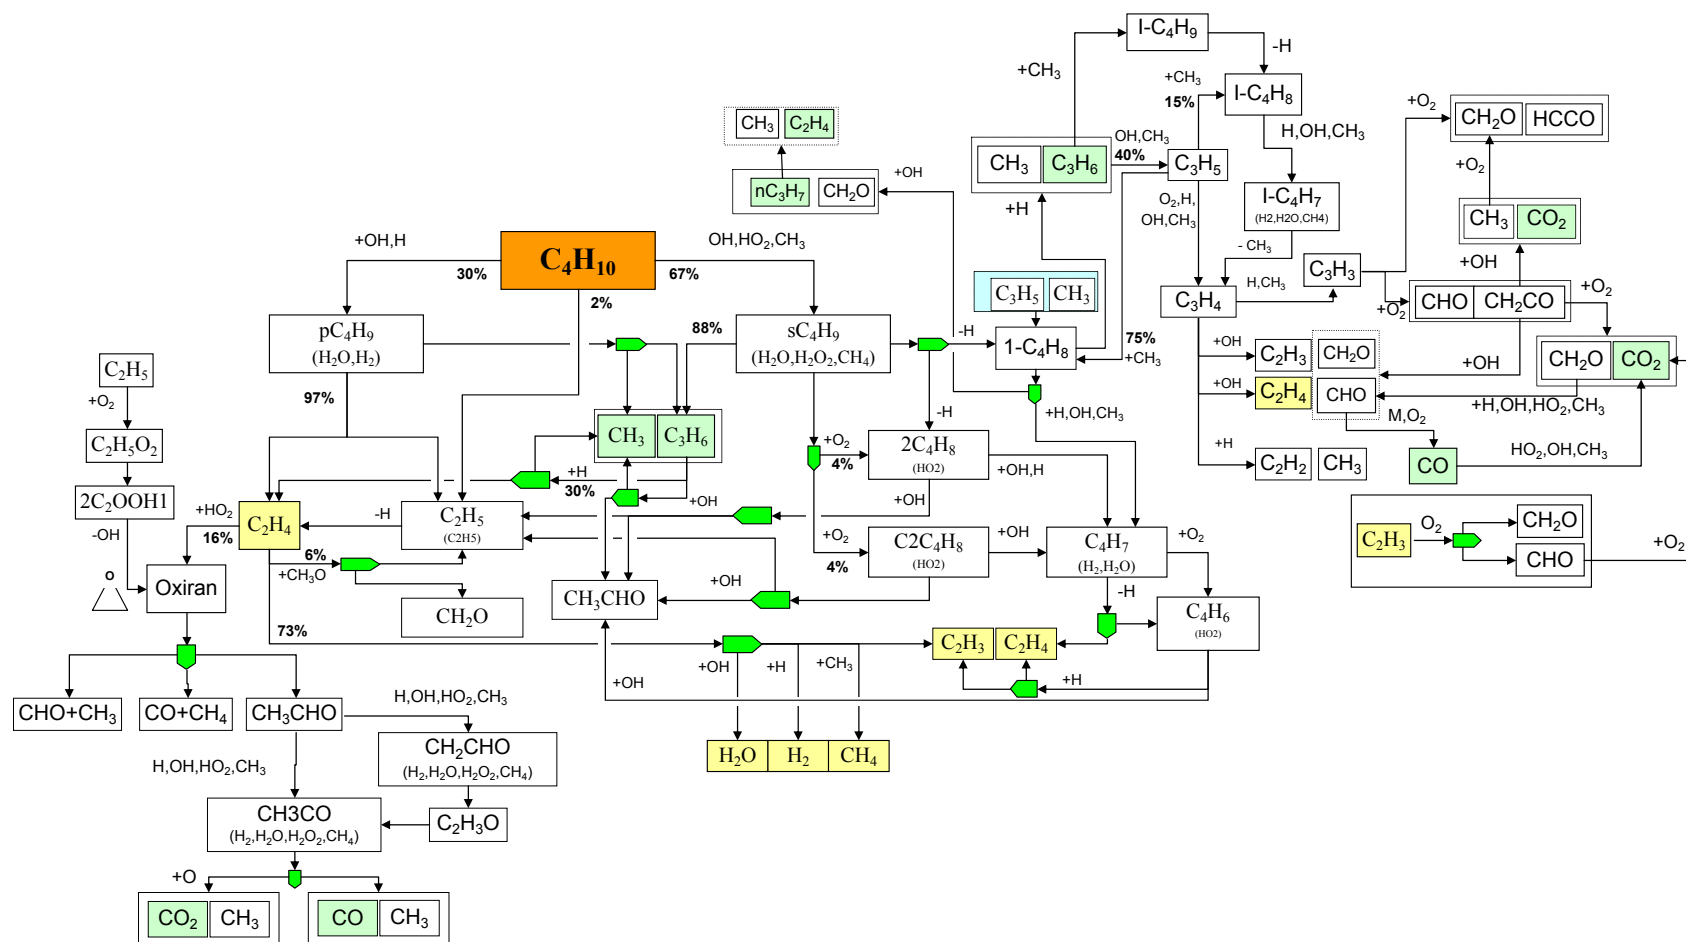 I-C₄H₉
-H
+CH₃
+CH₃
15%
I-C₄H₈
+O₂
CH₂O HCCO
CH₃ C₂H₄
H,OH,CH₃
OH,CH₃
40%
CH₃ C₃H₆
C₃H₅
+O₂
+OH
nC₃H₇ CH₂O
+H
O₂,H,
OH,CH₃
I-C₄H₇
(H2,H2O,CH4)
CH₃ CO₂
+OH,H
OH,HO₂,CH₃
- CH₃
C₄H₁₀
30%
67%
2%
C₃H₃
+OH
H,CH₃
C₃H₅ CH₃
C₃H₄
CHO CH₂CO
+O₂
+O₂
pC₄H₉
(H₂O,H₂)
88%
sC₄H₉
(H₂O,H₂O₂,CH₄)
-H
1-C₄H₈
75%
+CH₃
+OH
C₂H₃
CH₂O
+OH
CH₂O CO₂
C₂H₅
+O₂
97%
+OH
C₂H₄
CHO
+H,OH,HO₂,CH₃
-H
+H,OH,CH₃
M,O₂
C₂H₅O₂
CH₃ C₃H₆
+O₂
4%
2C₄H₈
(HO2)
+OH,H
+H
C₂H₂ CH₃
CO
HO₂,OH,CH₃
+H
30%
2C₂OOH1
+OH
+OH
+HO₂
16%
C₂H₄
-H
C₂H₅
(C2H5)
-OH
+O₂
4%
C2C₄H₈
(HO2)
+OH
C₄H₇
(H₂,H₂O)
+O₂
C₂H₃
O₂
CH₂O
CHO
+O₂
6%
+CH₃O
o
Oxiran
CH₂O
CH₃CHO
+OH
-H
C₄H₆
(HO2)
73%
+OH
+H
+CH₃
C₂H₃ C₂H₄
+OH
+H
CHO+CH₃
CO+CH₄
CH₃CHO
H,OH,HO₂,CH₃
CH₂CHO
(H₂,H₂O,H₂O₂,CH₄)
H₂O H₂ CH₄
H,OH,HO₂,CH₃
CH3CO
(H₂,H₂O,H₂O₂,CH₄)
C₂H₃O
+O
CO₂ CH₃
CO CH₃